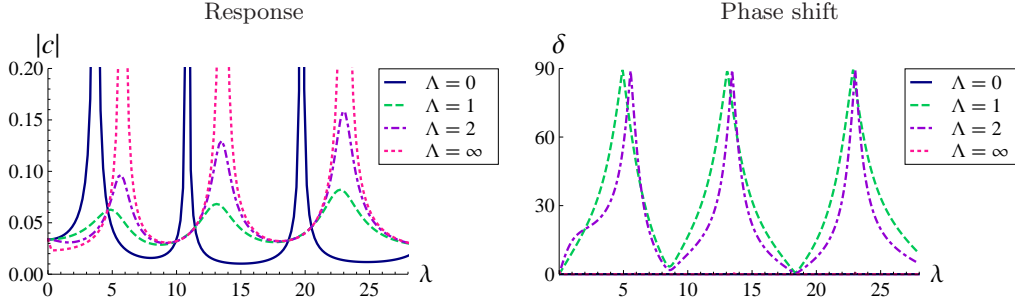 Response
|c|
0.20
0.15
0.10
0.05
0.00
0 5 10 15 20 25 λ
Λ = 0
Λ = 1
Λ = 2
Λ = ∞
Phase shift
δ
90
60
30
0
5 10 15 20 25 λ
Λ = 0
Λ = 1
Λ = 2
Λ = ∞